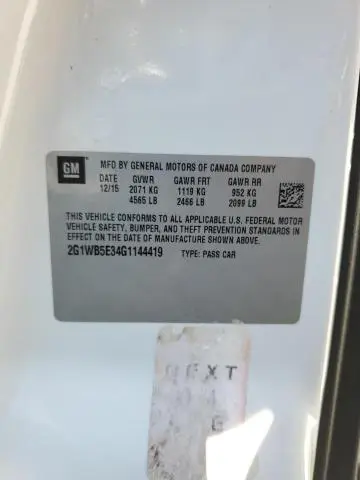 GM
MFD BY GENERAL MOTORS OF CANADA COMPANY
DATE GVWR GAWR FRT GAWR RR
12/15 2071 KG 1119 KG 952 KG
4565 LB 2466 LB 2099 LB
THIS VEHICLE CONFORMS TO ALL APPLICABLE U.S. FEDERAL MOTOR
VEHICLE SAFETY, BUMPER, AND THEFT PREVENTION STANDARDS IN
EFFECT ON THE DATE OF MANUFACTURE SHOWN ABOVE.
2G1WB5E34G1144419 TYPE: PASS CAR